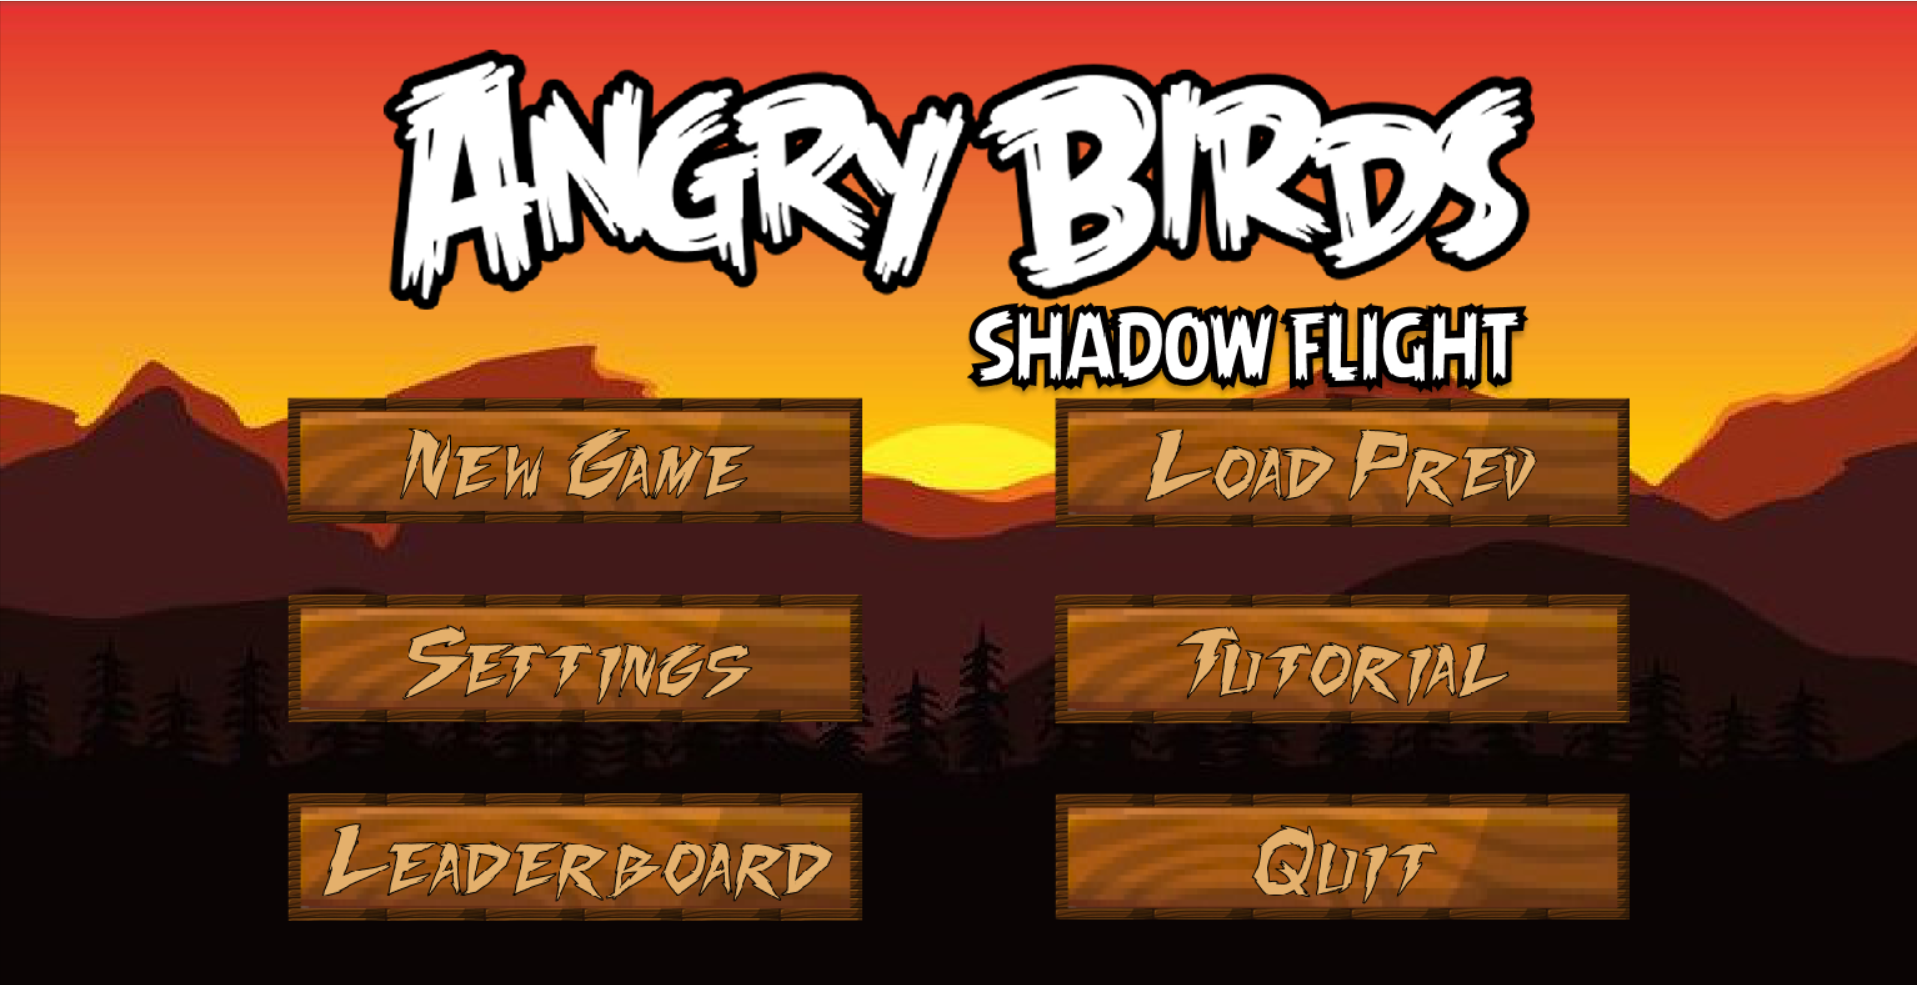 ANGRY BIRDS
SHADOW FLIGHT
NEW GAME
LOAD PREV
SETTINGS
TUTORIAL
LEADERBOARD
QUIT